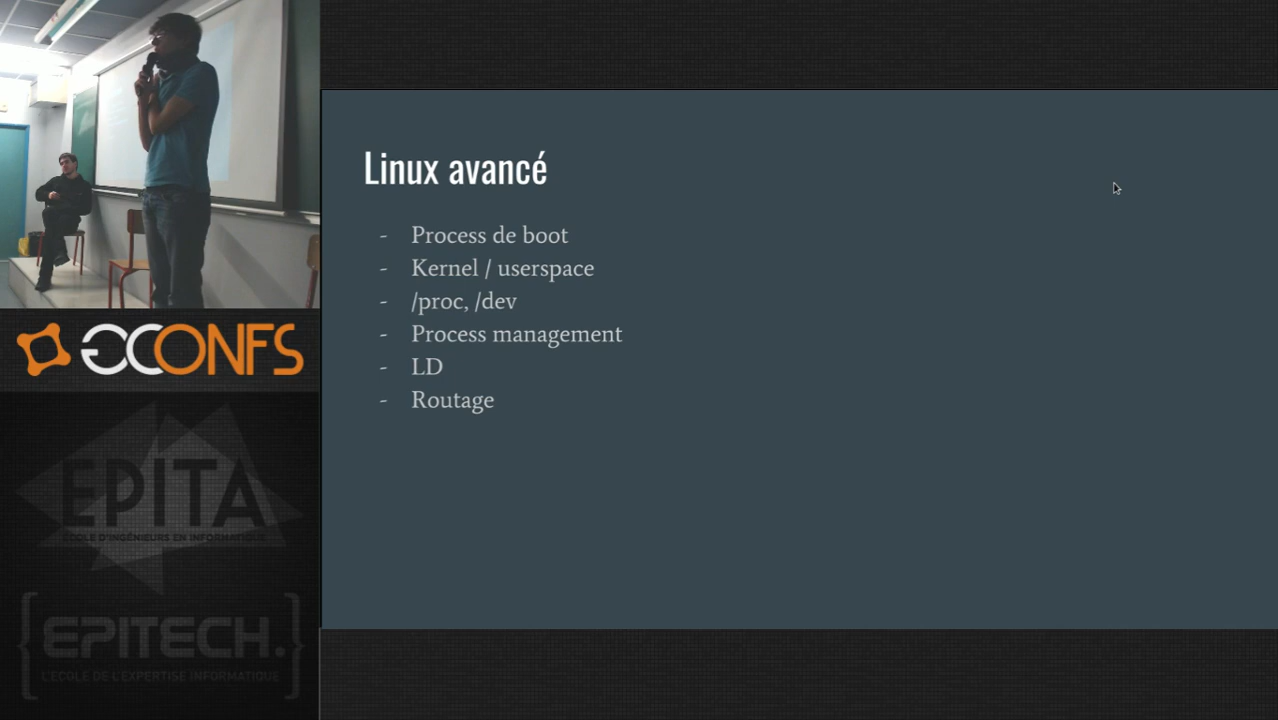 Linux avancé
- Process de boot
- Kernel / userspace
- /proc, /dev
- Process management
- LD
- Routage
GCONFS
EPITA
ÉCOLE D'INGÉNIEURS EN INFORMATIQUE
{EPITECH.}
L'ECOLE DE L'EXPERTISE INFORMATIQUE